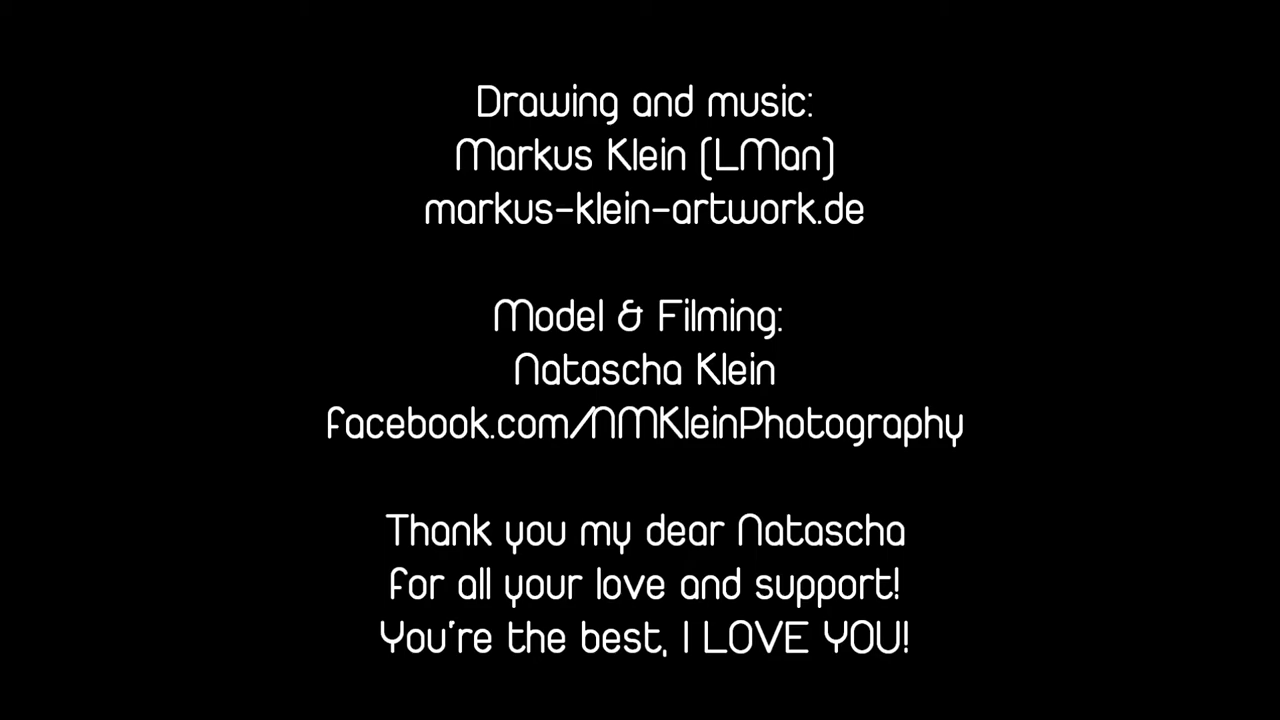 Drawing and music:
Markus Klein (LMan)
markus-klein-artwork.de
Model & Filming:
Natascha Klein
facebook.com/NMKleinPhotography
Thank you my dear Natascha
for all your love and support!
You're the best, I LOVE YOU!